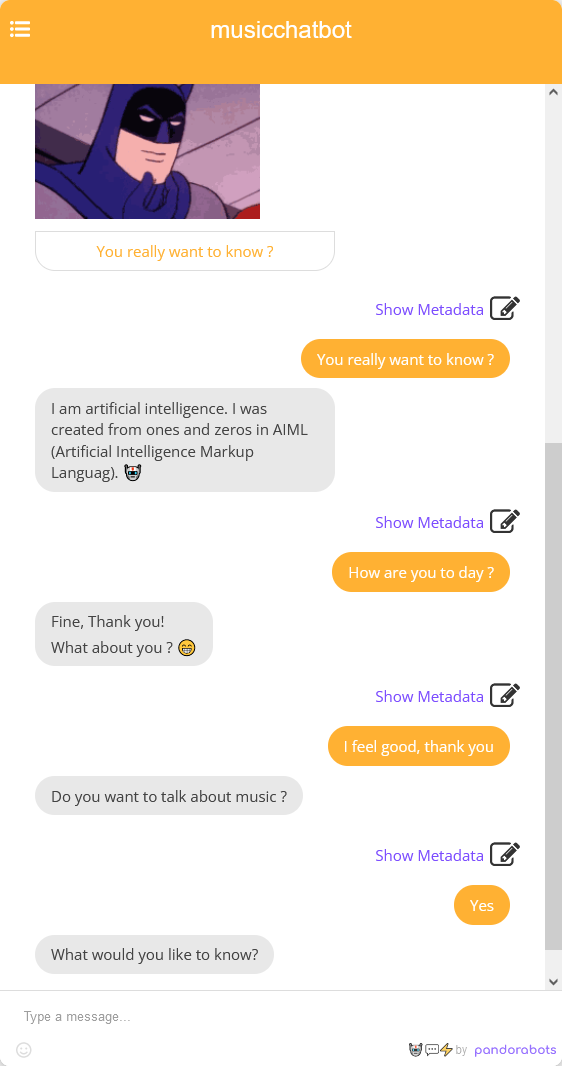 musicchatbot
You really want to know ?
Show Metadata
You really want to know ?
I am artificial intelligence. I was
created from ones and zeros in AIML
(Artificial Intelligence Markup
Languag).
Show Metadata
How are you to day ?
Fine, Thank you!
What about you ?
Show Metadata
I feel good, thank you
Do you want to talk about music ?
Show Metadata
Yes
What would you like to know?
Type a message...
by pandorabots